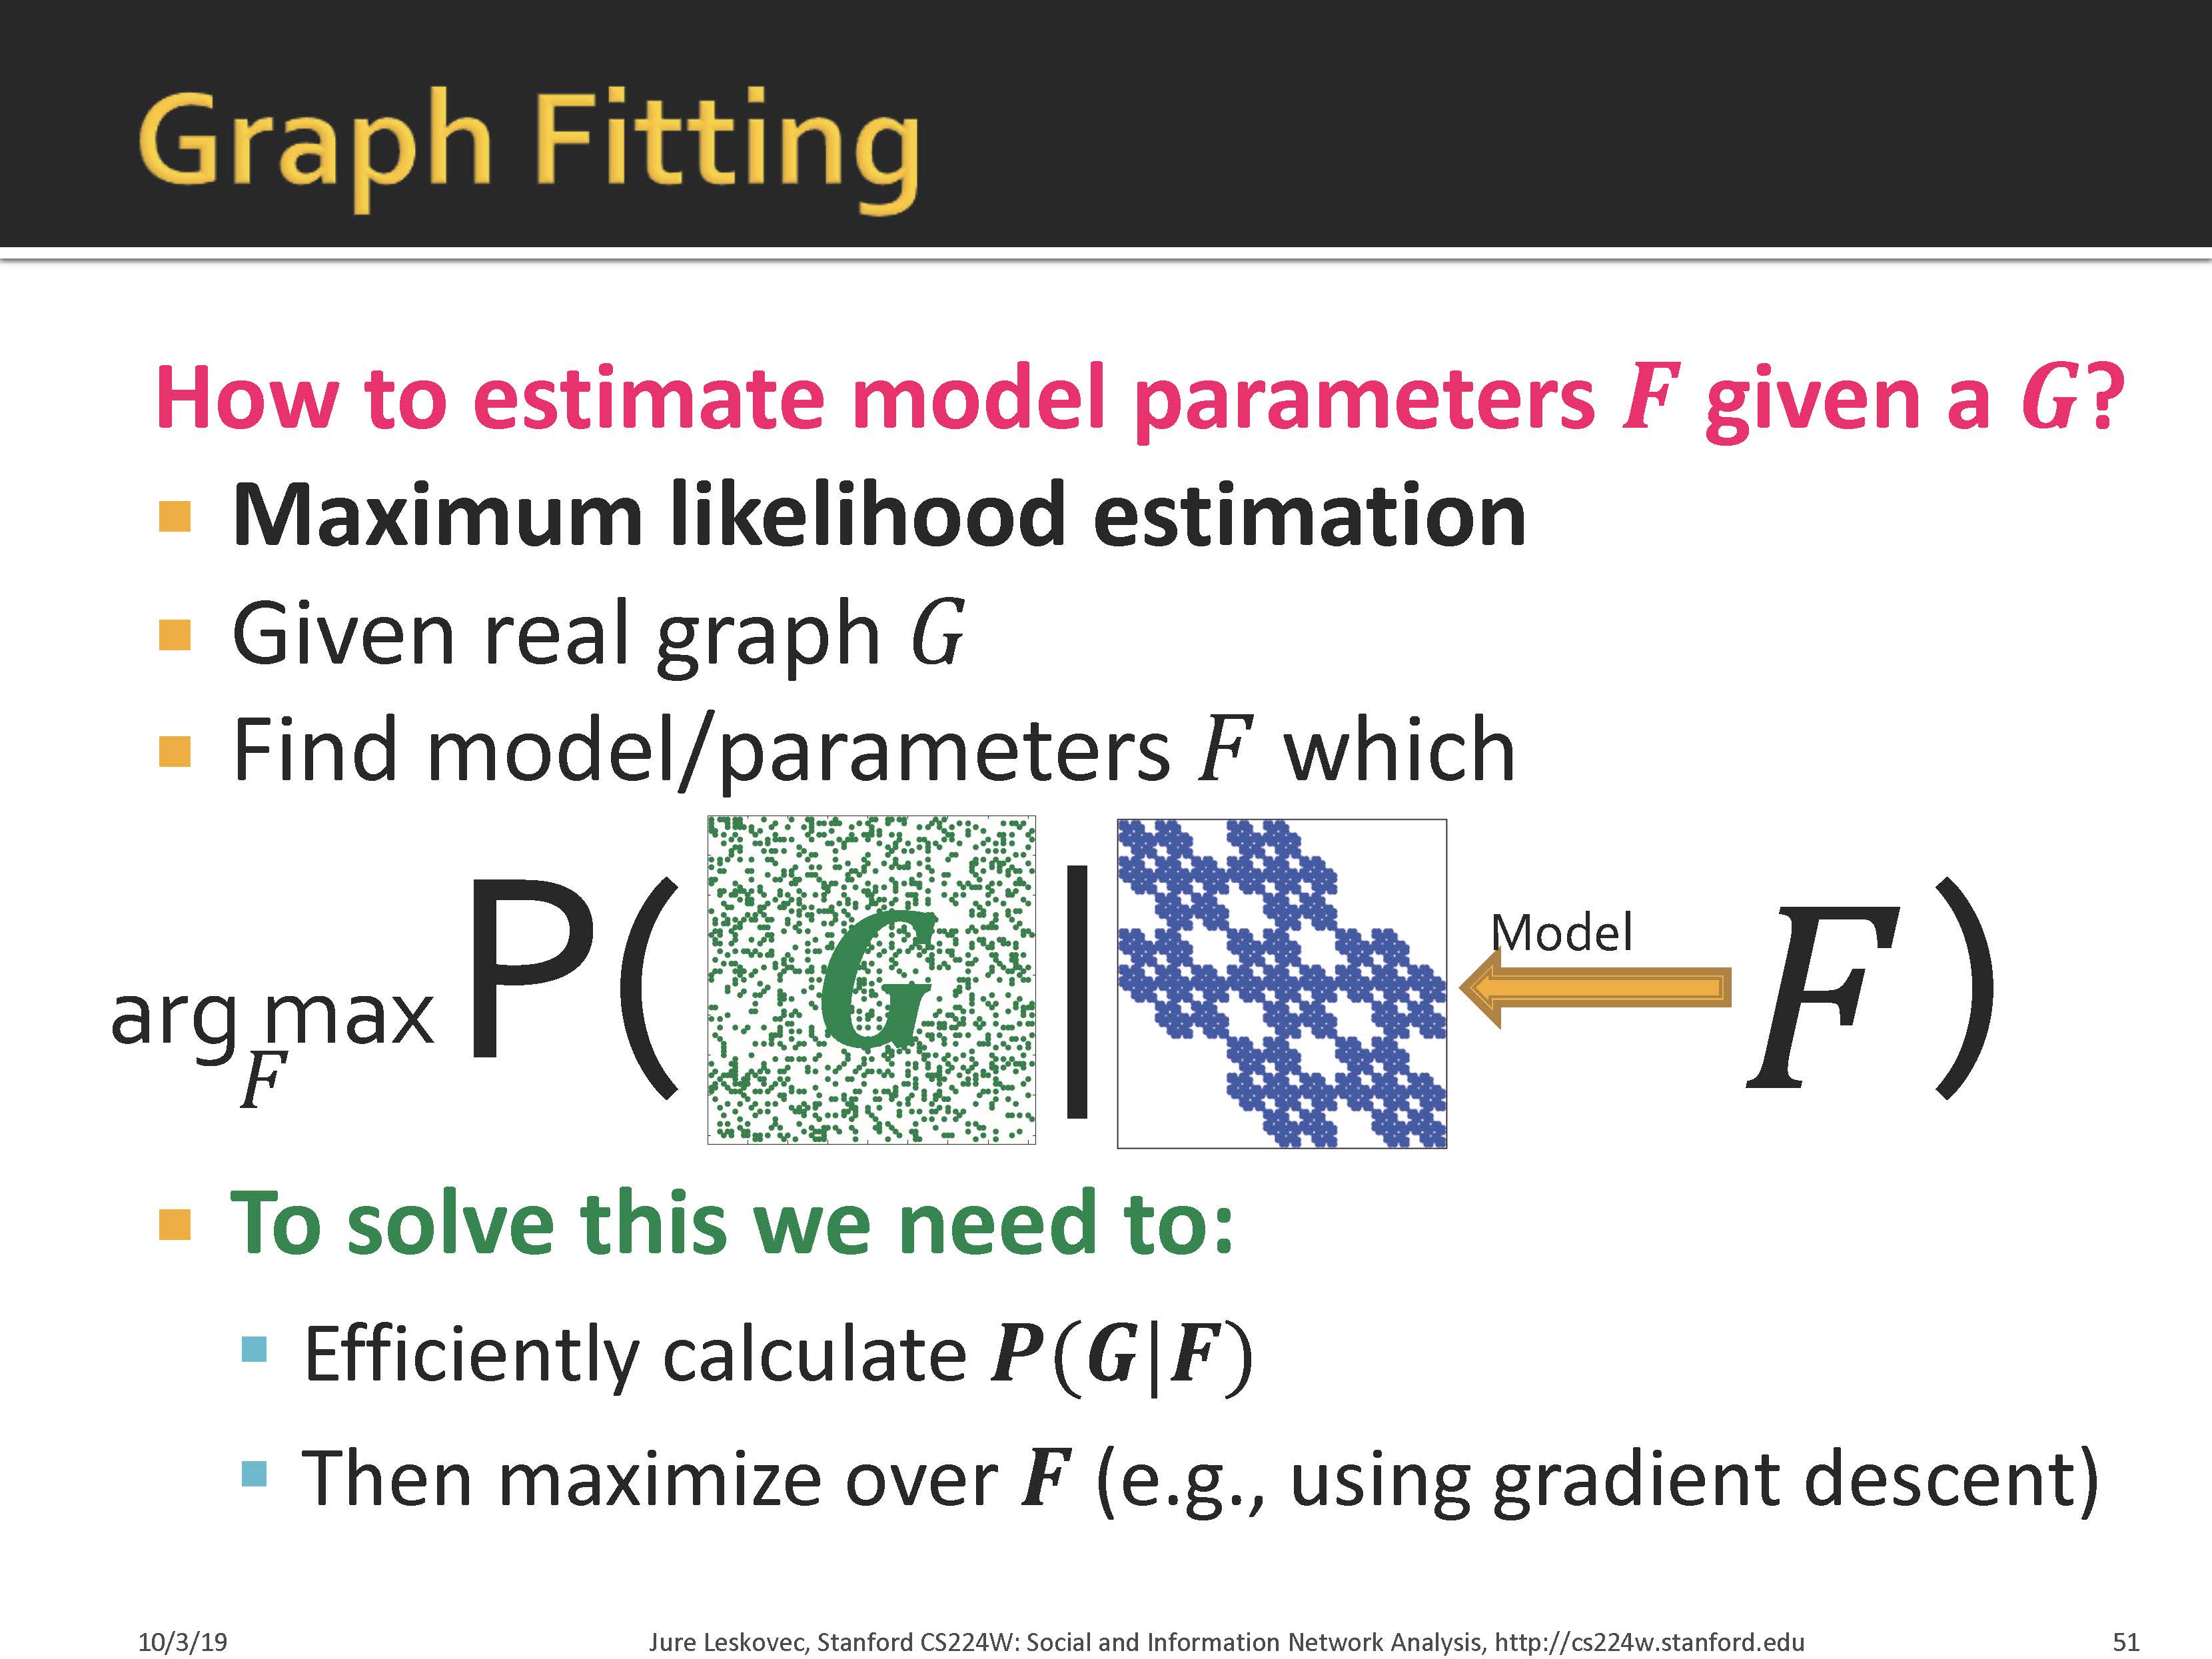 Graph Fitting
How to estimate model parameters F given a G?
▪ Maximum likelihood estimation
▪ Given real graph G
▪ Find model/parameters F which
arg max P( G | Model F )
F
▪ To solve this we need to:
▪ Efficiently calculate P(G|F)
▪ Then maximize over F (e.g., using gradient descent)
10/3/19 Jure Leskovec, Stanford CS224W: Social and Information Network Analysis, http://cs224w.stanford.edu 51